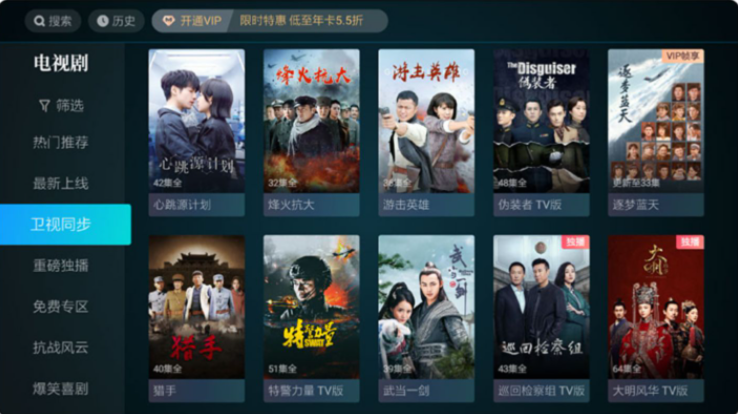 搜索
历史
开通VIP
限时特惠 低至年卡5.5折
电视剧
筛选
热门推荐
最新上线
卫视同步
重磅独播
免费专区
抗战风云
爆笑喜剧
心跳源计划
42集全
心跳源计划
烽火抗大
32集全
烽火抗大
游击英雄
游击英雄
The Disguiser
伪装者
48集全
伪装者 TV版
VIP帧享
逐梦蓝天
更新至33集
逐梦蓝天
猎手
40集全
猎手
特警力量
SWAT
51集全
特警力量 TV版
武当一剑
39集全
武当一剑
独播
巡回检察组
43集全
巡回检察组 TV版
独播
大明
64集全
大明风华 TV版